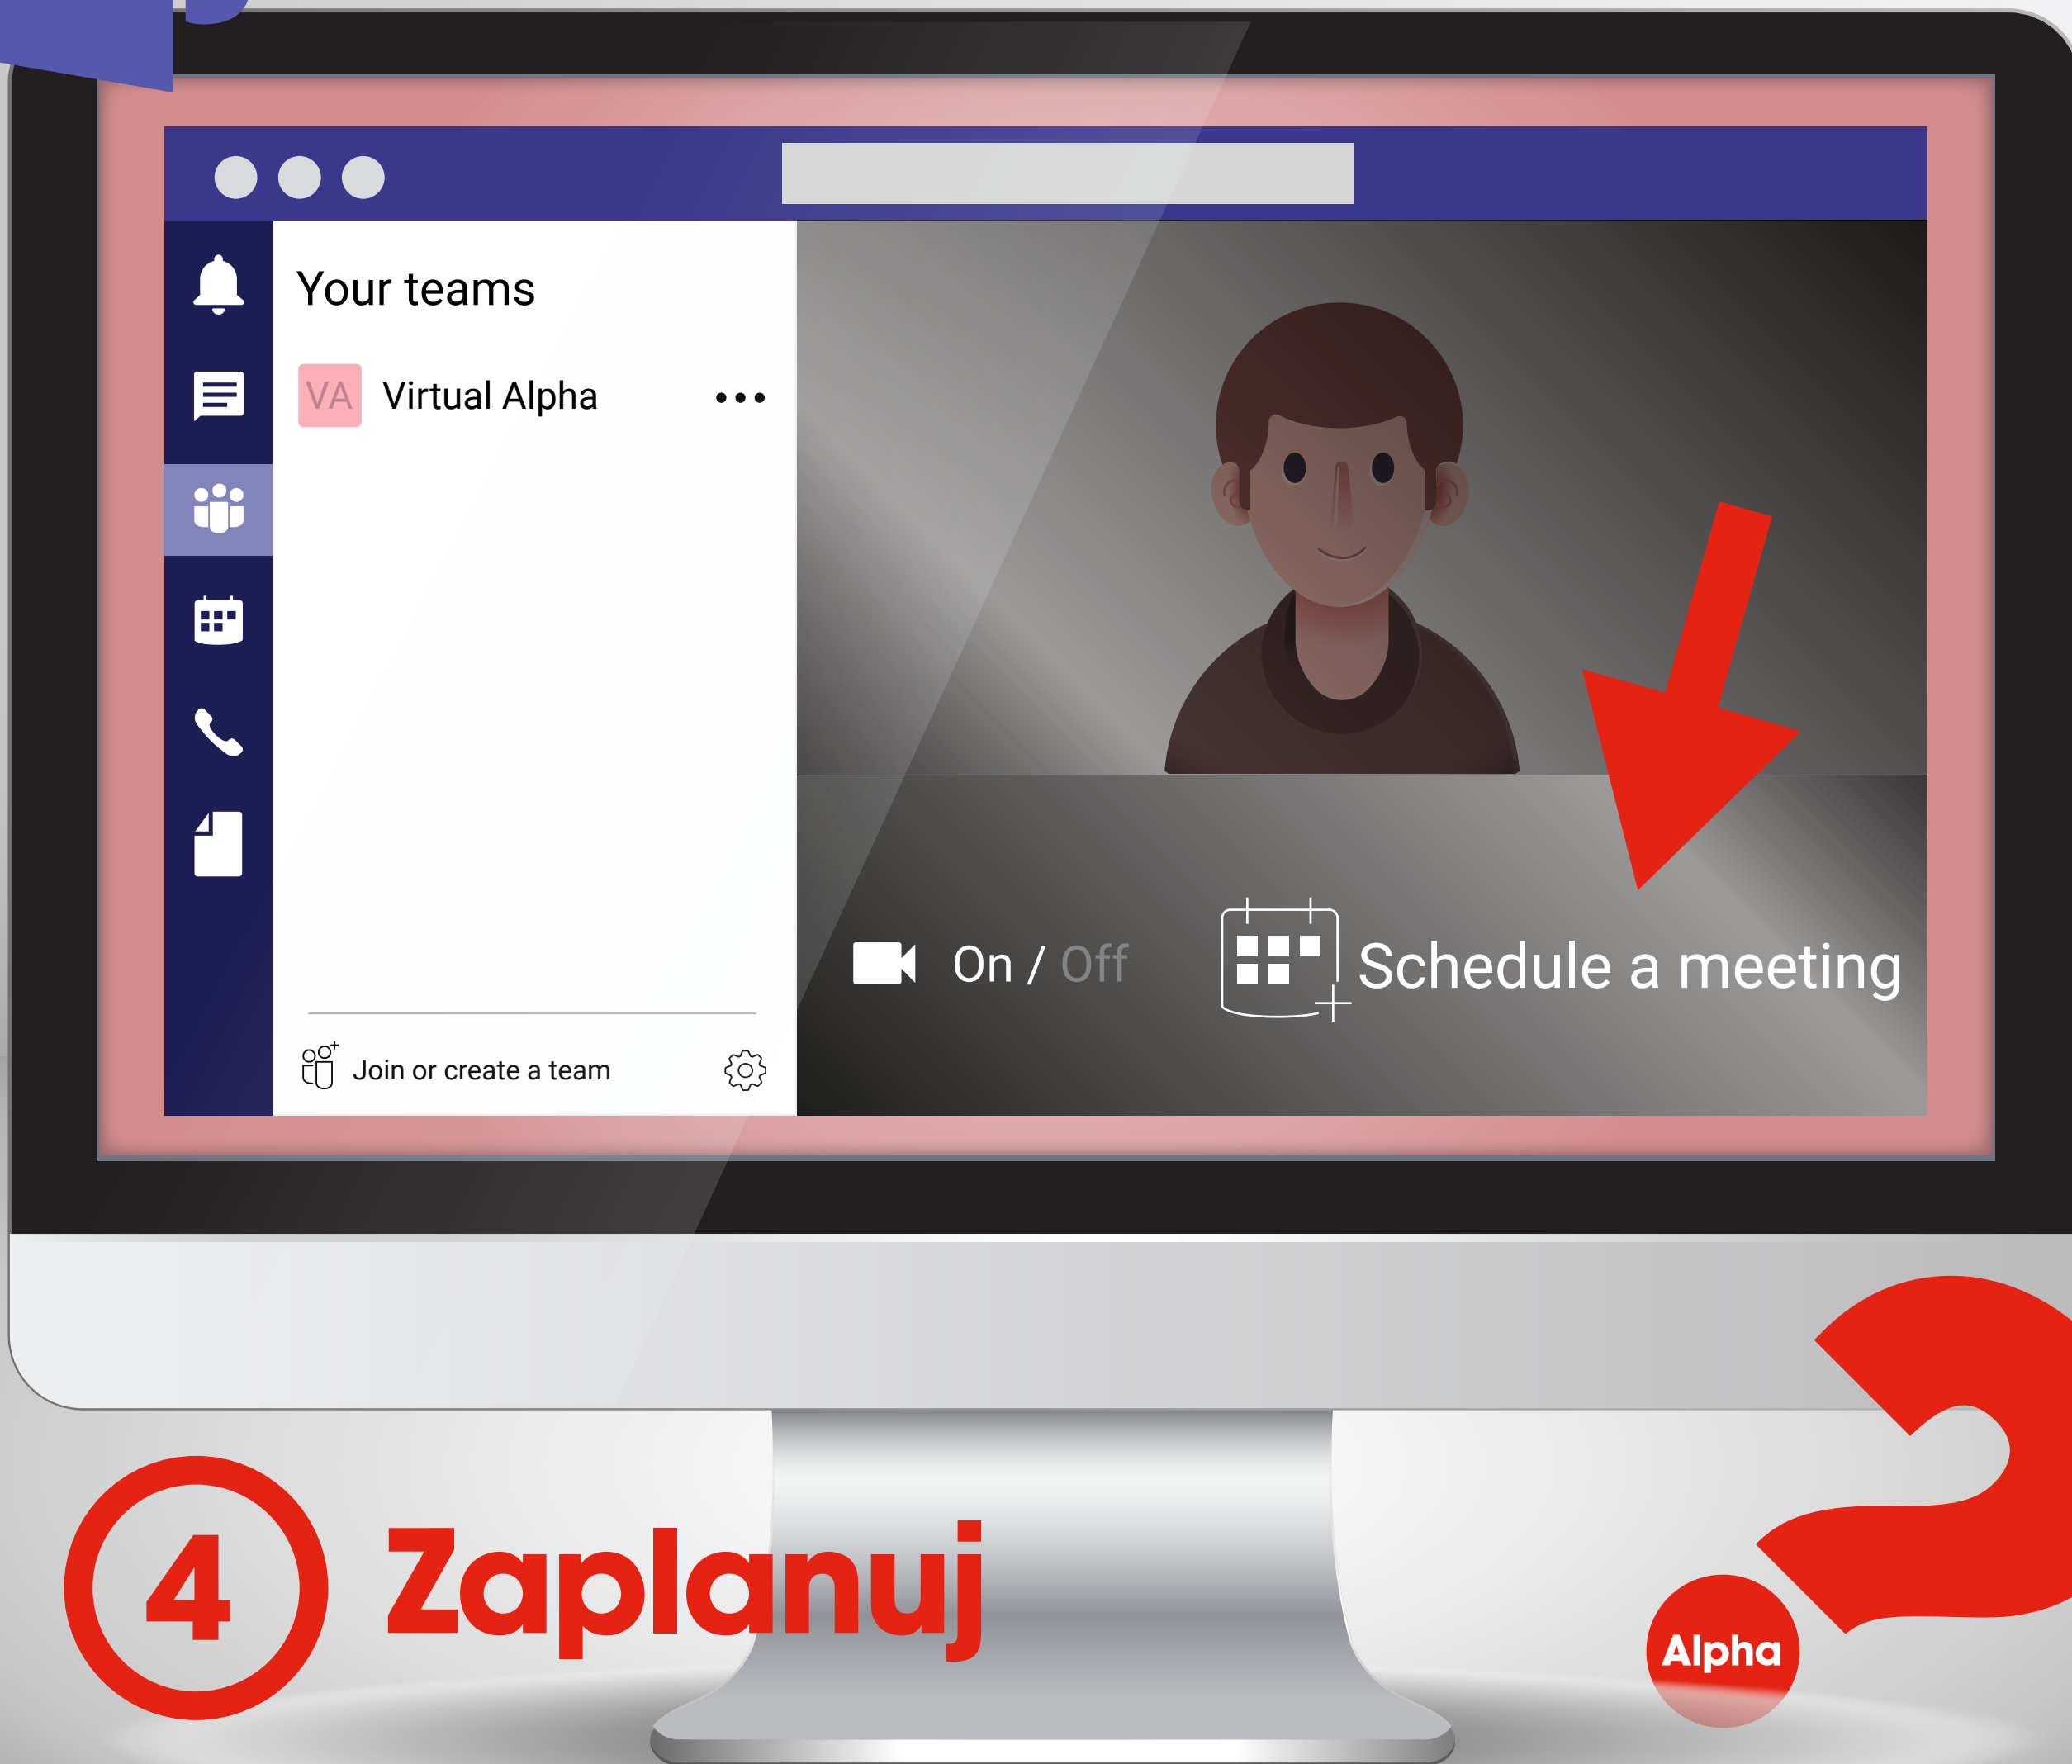 Your teams
VA Virtual Alpha
On / Off
Schedule a meeting
Join or create a team
4 Zaplanuj
Alpha